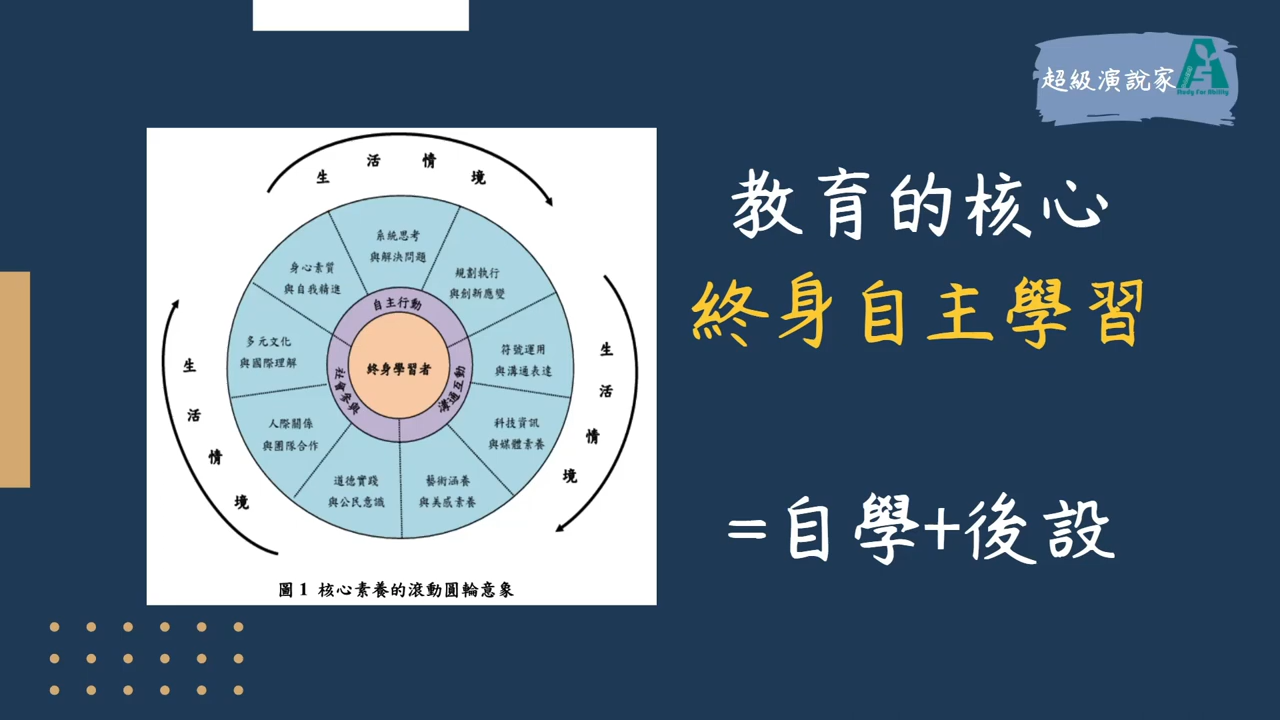 超級演說家
Study For Ability
教育的核心
終身自主學習
=自學+後設
生活情境
生活情境
生活情境
系統思考
與解決問題
規劃執行
與創新應變
符號運用
與溝通表達
科技資訊
與媒體素養
藝術涵養
與美感素養
道德實踐
與公民意識
人際關係
與團隊合作
多元文化
與國際理解
身心素質
與自我精進
自主行動
溝通互動
社會參與
終身學習者
圖 1 核心素養的滾動圓輪意象